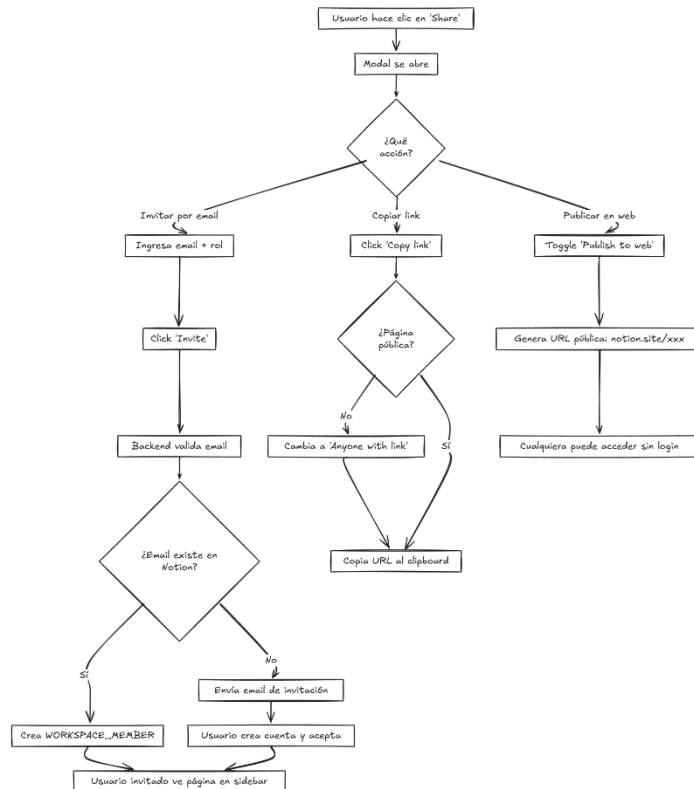 Usuario hace clic en 'Share'
Modal se abre
¿Qué
acción?
Invitar por email
Copiar link
Publicar en web
Ingresa email + rol
Click 'Copy link'
Toggle 'Publish to web'
¿Página
pública?
Click 'Invite'
Genera URL pública: notion.site/xxx
No
Backend valida email
Cambia a 'Anyone with link'
Sí
Cualquiera puede acceder sin login
¿Email existe en
Notion?
Copia URL al clipboard
Sí
No
Envía email de invitación
Crea WORKSPACE_MEMBER
Usuario crea cuenta y acepta
Usuario invitado ve página en sidebar